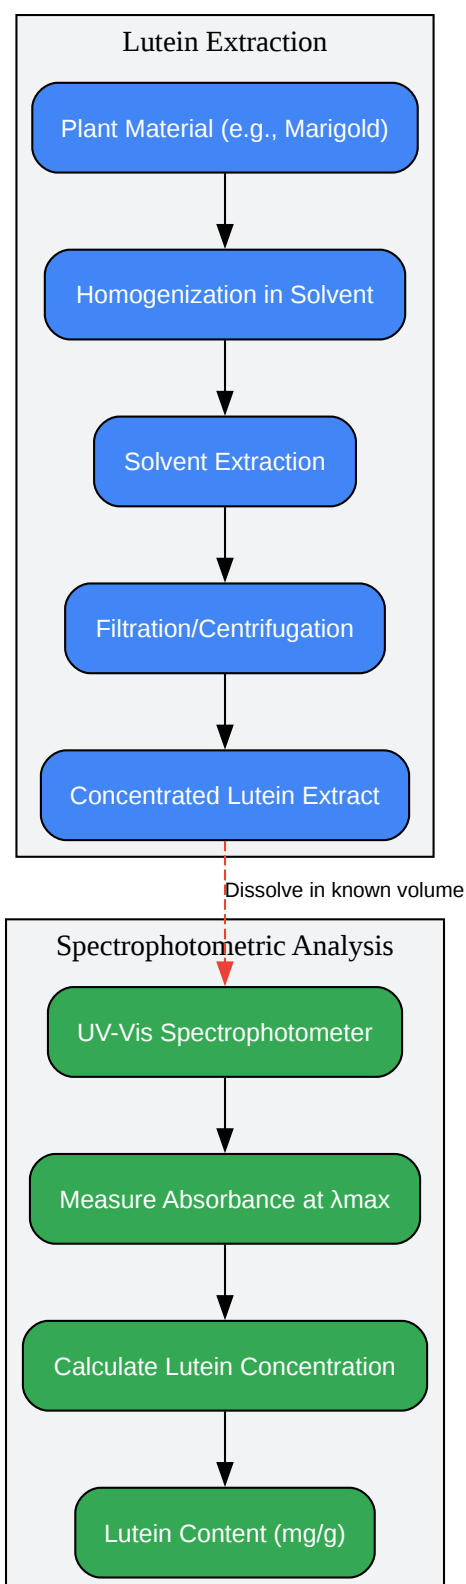 Lutein Extraction
Plant Material (e.g., Marigold)
Homogenization in Solvent
Solvent Extraction
Filtration/Centrifugation
Concentrated Lutein Extract
Dissolve in known volume
Spectrophotometric Analysis
UV-Vis Spectrophotometer
Measure Absorbance at λmax
Calculate Lutein Concentration
Lutein Content (mg/g)